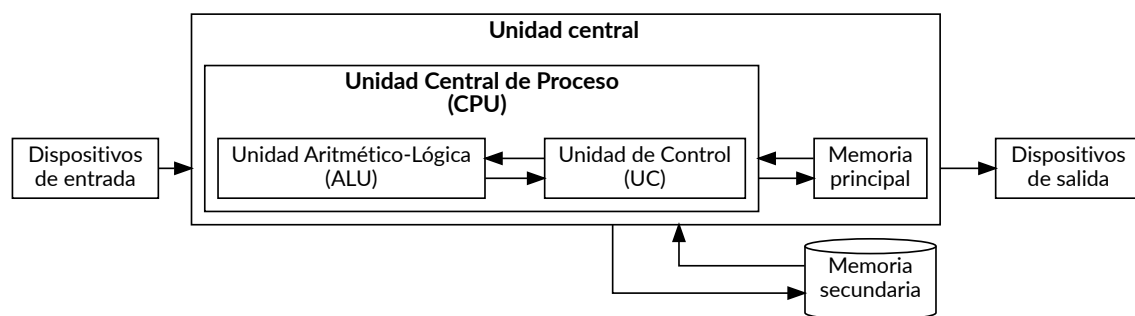 Unidad central
Unidad Central de Proceso
(CPU)
Dispositivos
de entrada
Unidad Aritmético-Lógica
(ALU)
Unidad de Control
(UC)
Memoria
principal
Dispositivos
de salida
Memoria
secundaria